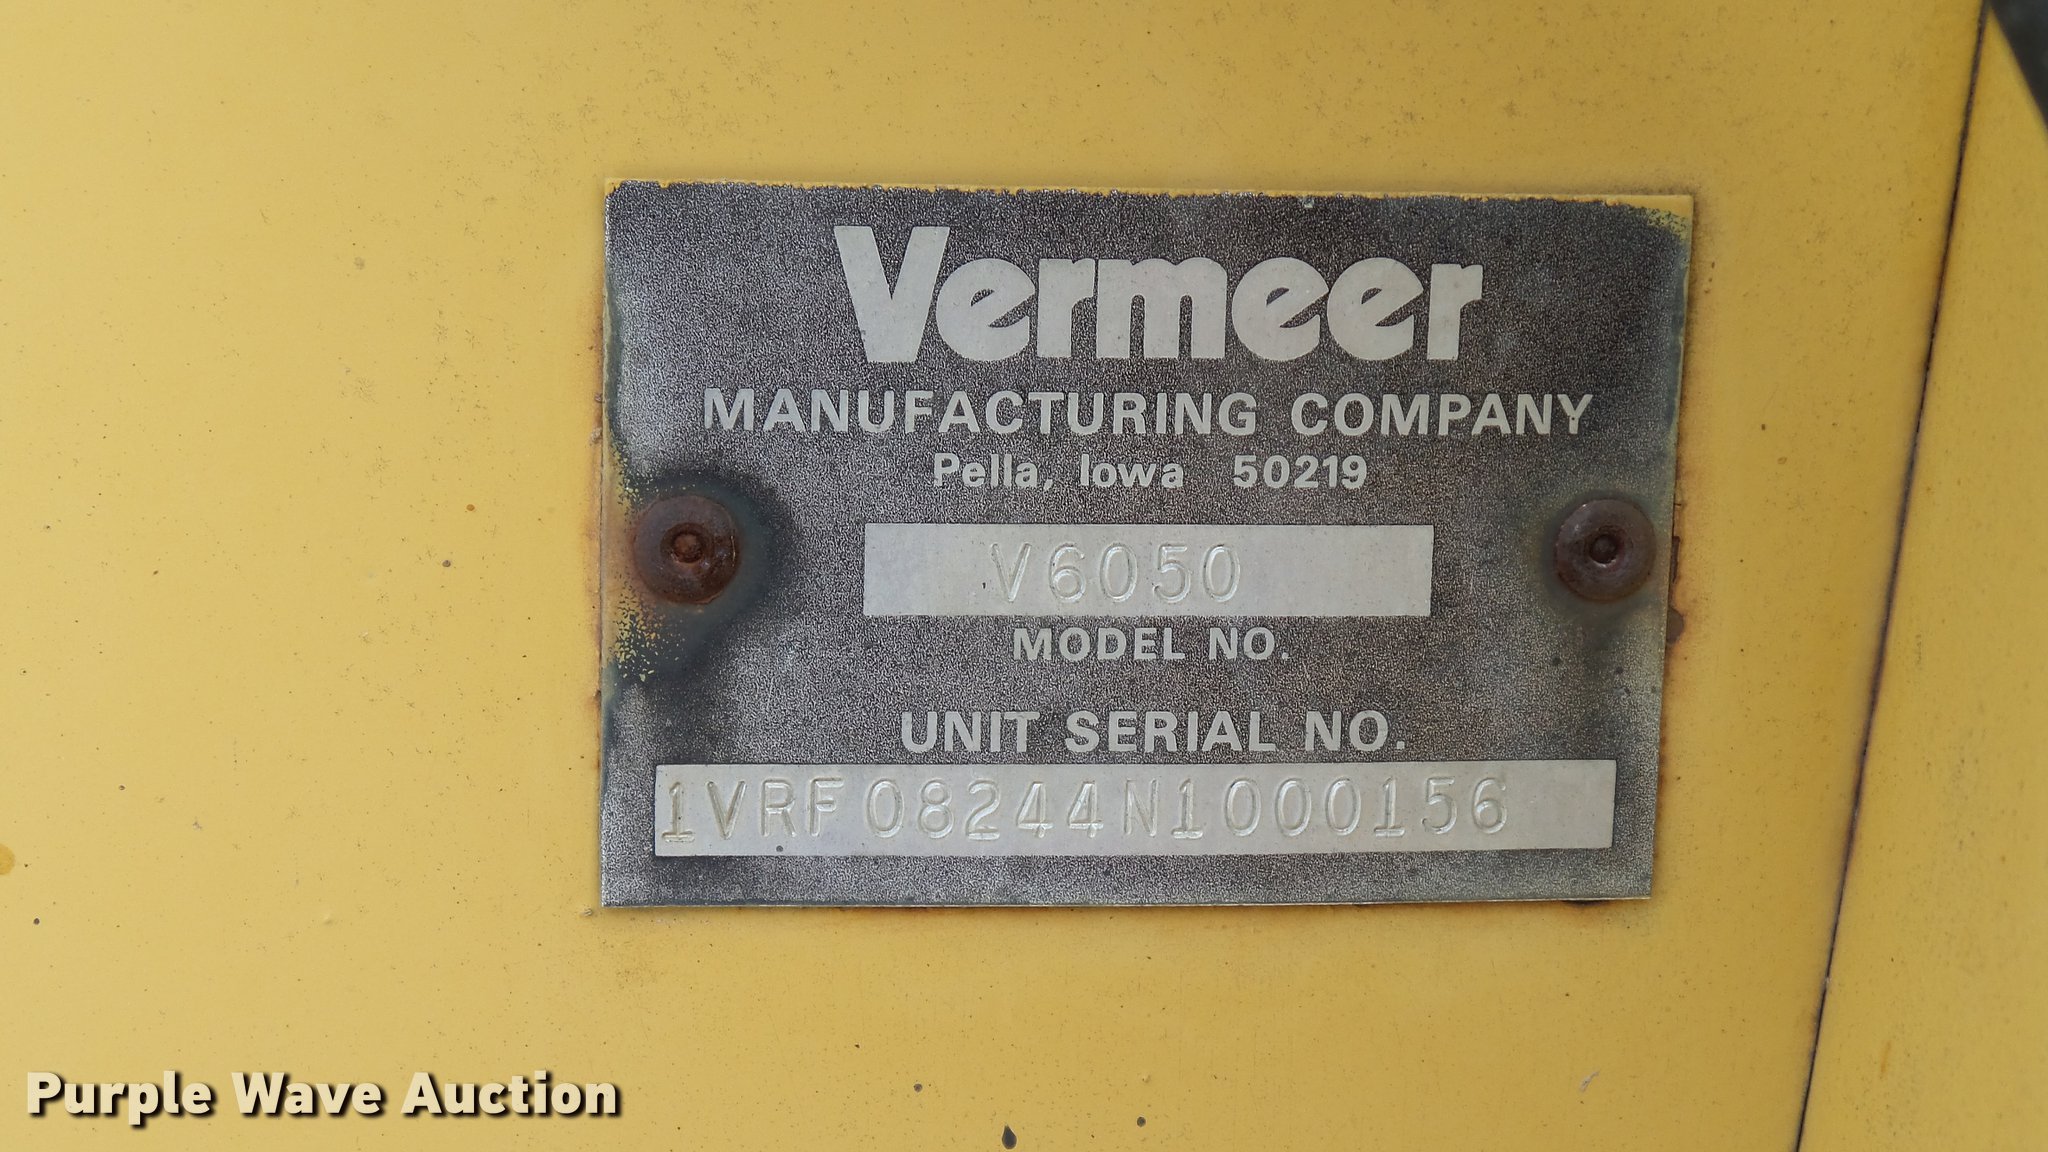 Vermeer
MANUFACTURING COMPANY
Pella, Iowa 50219
V6050
MODEL NO.
UNIT SERIAL NO.
1VRF08244N1000156
Purple Wave Auction